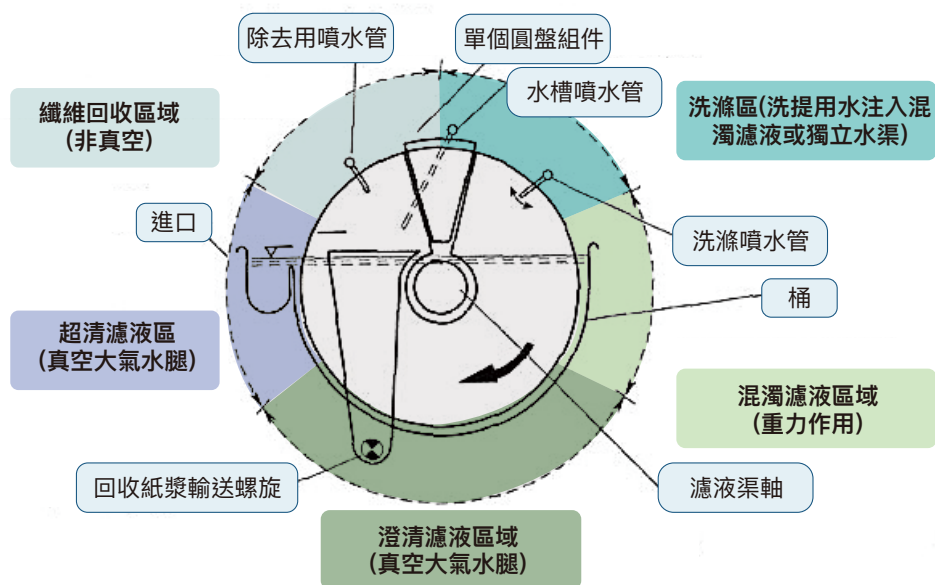 除去用噴水管
單個圓盤組件
水槽噴水管
纖維回收區域
(非真空)
洗滌區(洗提用水注入混
濁濾液或獨立水渠)
進口
洗滌噴水管
桶
超清濾液區
(真空大氣水腿)
混濁濾液區域
(重力作用)
回收紙漿輸送螺旋
濾液渠軸
澄清濾液區域
(真空大氣水腿)